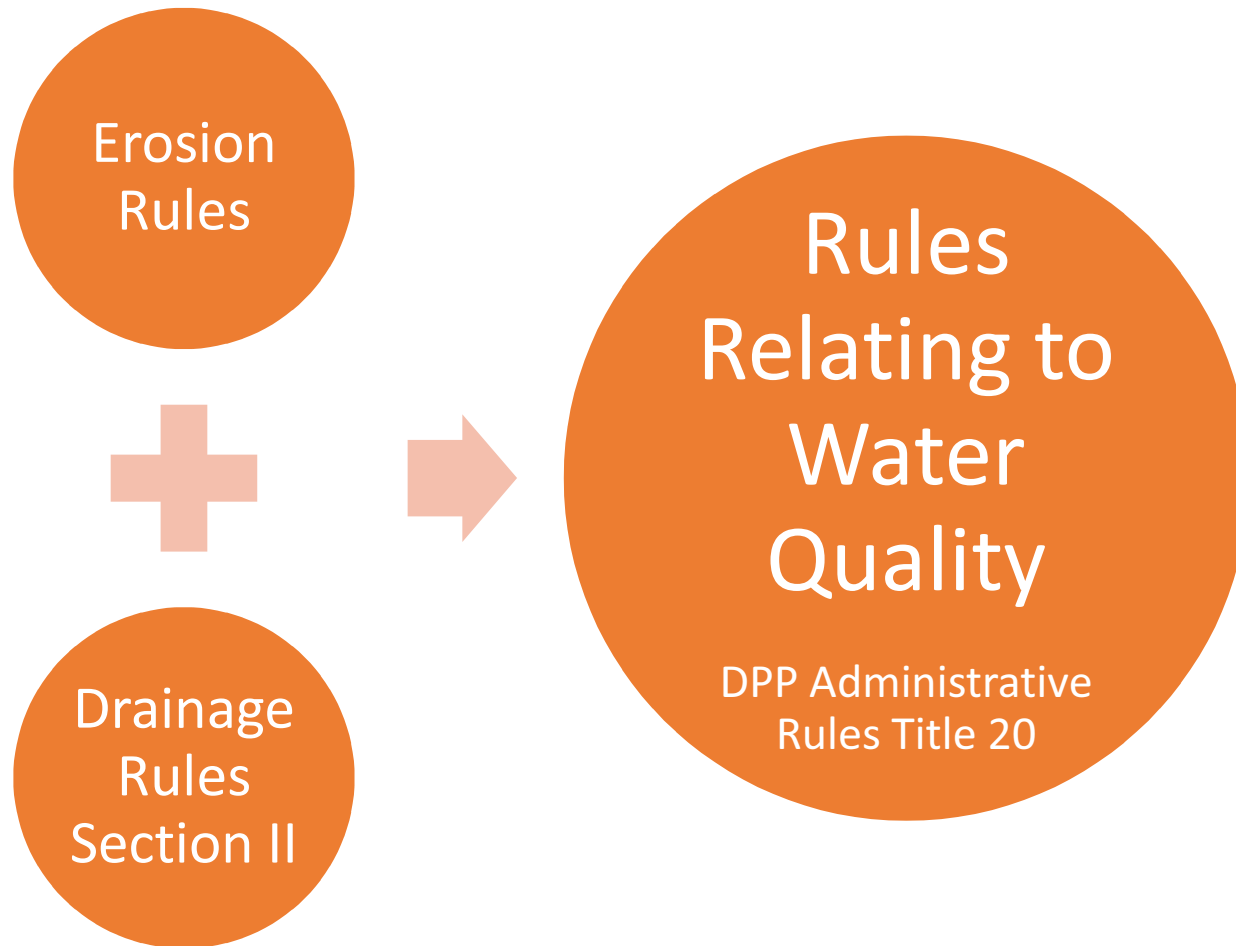 Erosion
Rules
Drainage
Rules
Section II
Rules
Relating to
Water
Quality
DPP Administrative
Rules Title 20